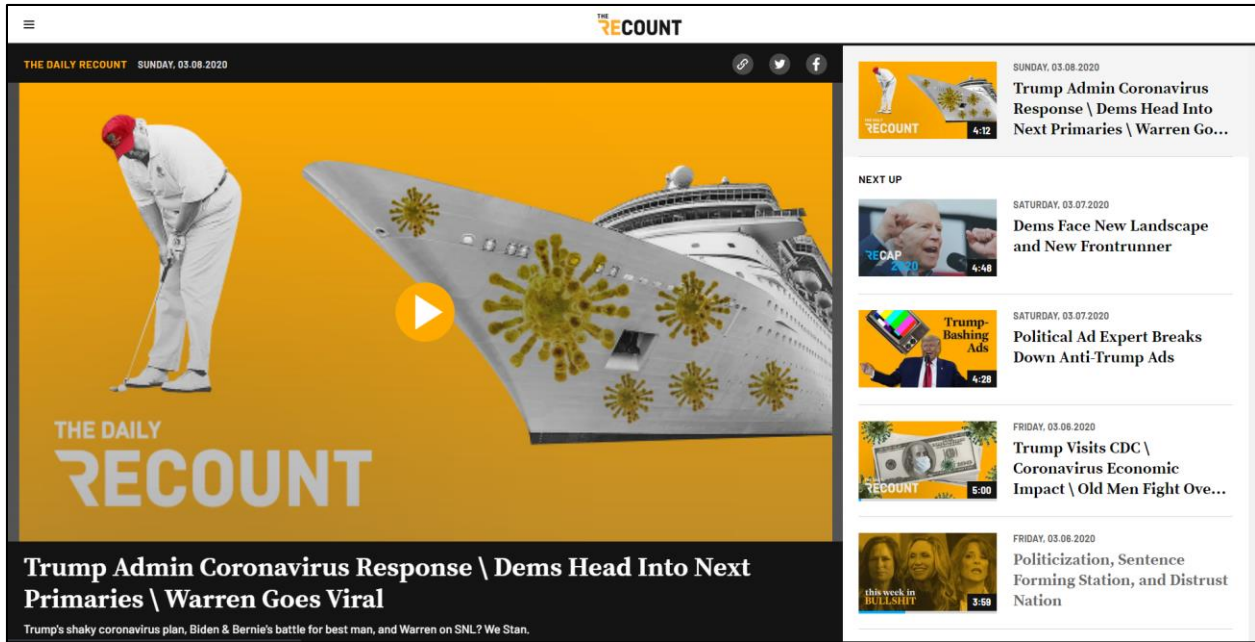 THE
RECOUNT
THE DAILY RECOUNT SUNDAY, 03.08.2020
THE DAILY
RECOUNT
Trump Admin Coronavirus Response \ Dems Head Into Next
Primaries \ Warren Goes Viral
Trump's shaky coronavirus plan, Biden & Bernie's battle for best man, and Warren on SNL? We Stan.
RECOUNT
4:12
SUNDAY, 03.08.2020
Trump Admin Coronavirus
Response \ Dems Head Into
Next Primaries \ Warren Go...
NEXT UP
RECAP
2020
4:48
SATURDAY, 03.07.2020
Dems Face New Landscape
and New Frontrunner
Trump-
Bashing
Ads
4:28
SATURDAY, 03.07.2020
Political Ad Expert Breaks
Down Anti-Trump Ads
RECOUNT
5:00
FRIDAY, 03.06.2020
Trump Visits CDC \
Coronavirus Economic
Impact \ Old Men Fight Ove...
this week in
BULLSHIT
3:59
FRIDAY, 03.06.2020
Politicization, Sentence
Forming Station, and Distrust
Nation